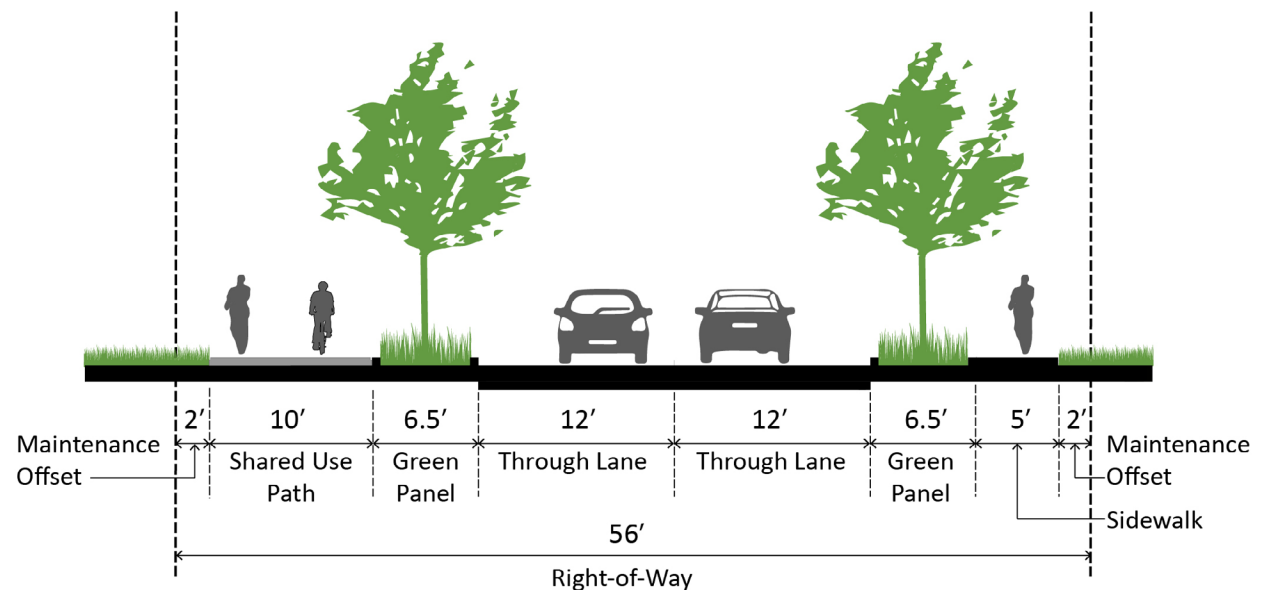 2′ 10′ 6.5′ 12′ 12′ 6.5′ 5′ 2′
Maintenance
Offset
Shared Use
Path
Green
Panel
Through Lane
Through Lane
Green
Panel
Maintenance
Offset
Sidewalk
56′
Right-of-Way